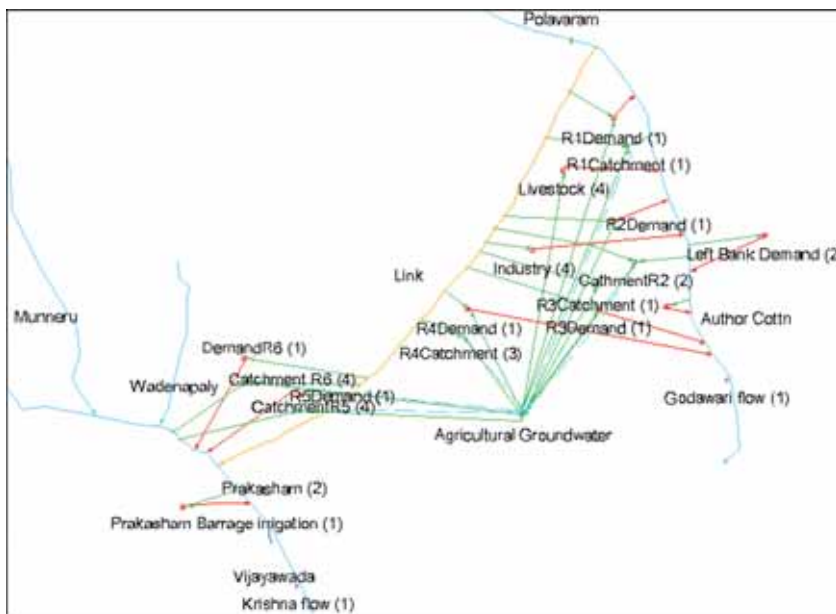 Polavaram
R1Demand (1)
R1Catchment (1)
Livestock (4)
R2Demand (1)
Left Bank Demand (2
Industry (4)
CathmentR2 (2)
Link
R3Catchment (1)
Author Cottn
Munneru
R4Demand (1)
R3Demand (1)
DemandR6 (1)
R4Catchment (3)
Wadenapaly
Catchment R6 (4)
R5Demand (1)
Godawari flow (1)
CatchmentR5 (4)
Agricultural Groundwater
Prakasham (2)
Prakasham Barrage irrigation (1)
Vijayawada
Krishna flow (1)